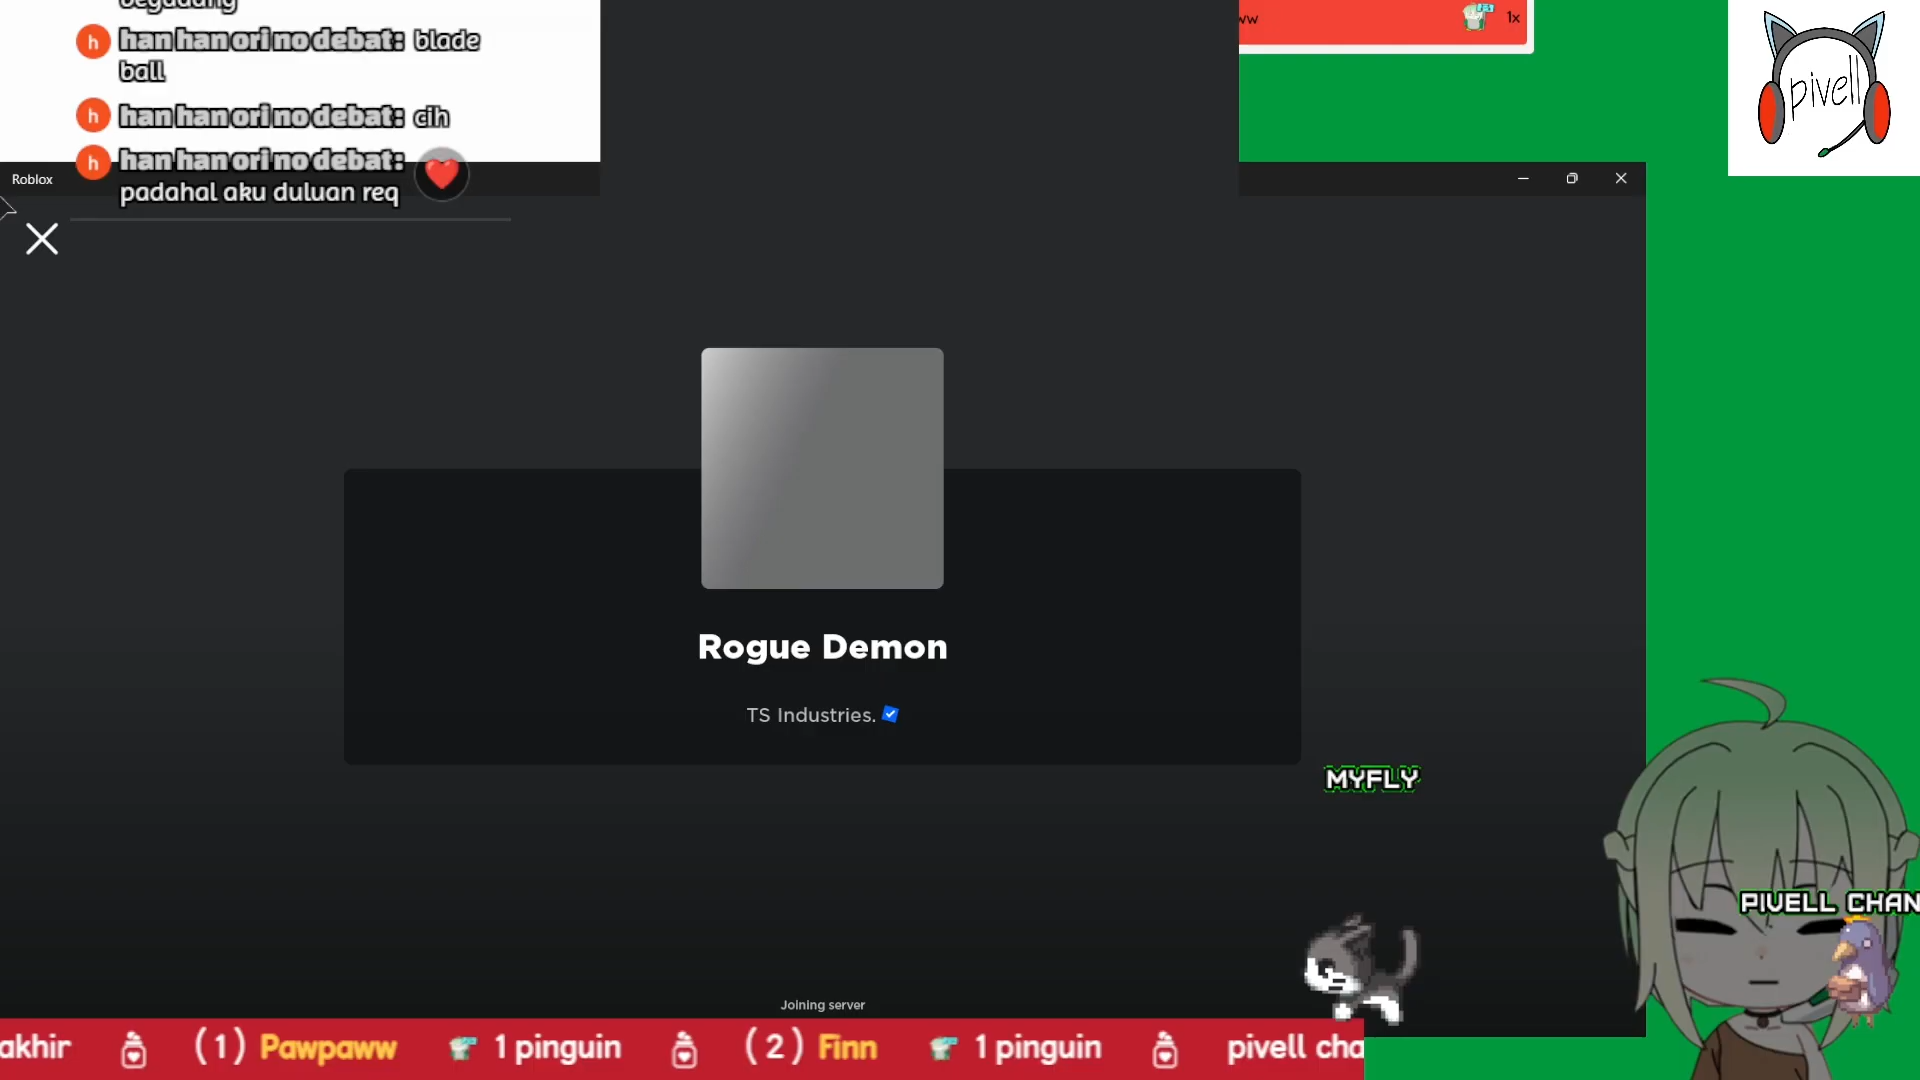 begadang
han han ori no debat: blade
ball
han han ori no debat: cih
han han ori no debat:
padahal aku duluan req
ww
1x
pivell
Roblox
Rogue Demon
TS Industries.
MYFLY
PIVELL CHAN
Joining server
akhir (1) Pawpaww 1 pinguin (2) Finn 1 pinguin pivell cha